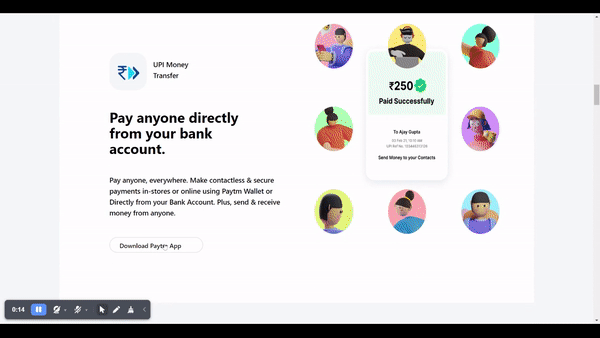 UPI Money
Transfer
Pay anyone directly
from your bank
account.
Pay anyone, everywhere. Make contactless & secure
payments in-stores or online using Paytm Wallet or
Directly from your Bank Account. Plus, send & receive
money from anyone.
Download Paytm App
₹250
Paid Successfully
To Ajay Gupta
Send Money to your Contacts
0:14